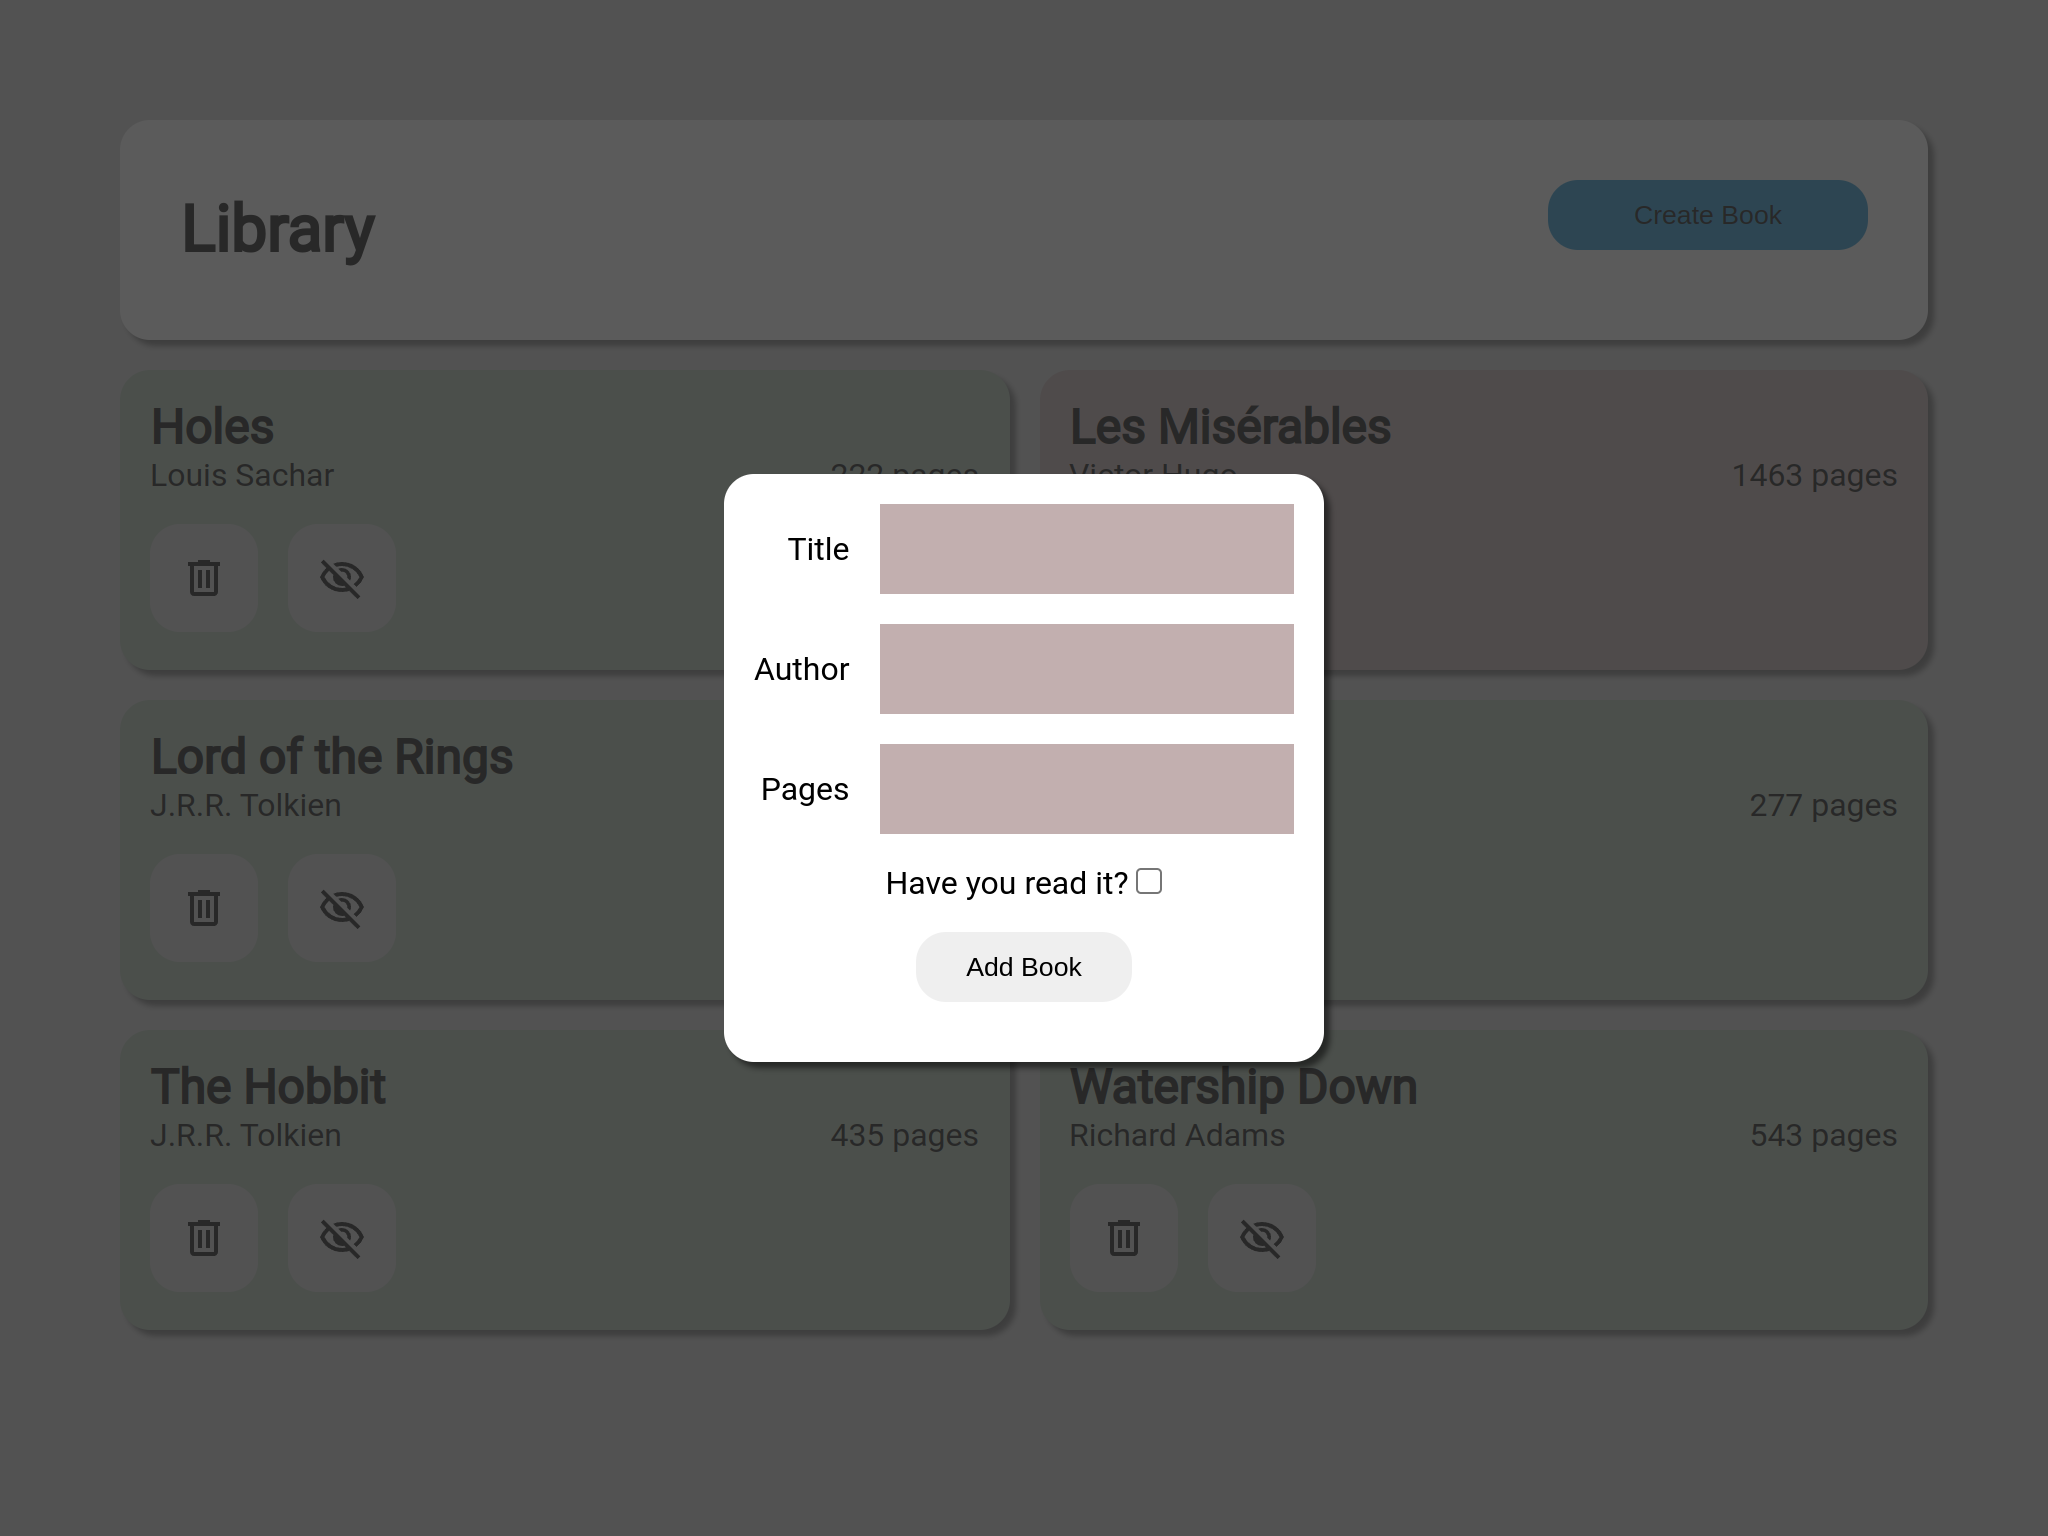 Library
Create Book
Holes
Louis Sachar
pages
Les Misérables
Victor Hugo
1463 pages
Title
Author
Pages
Have you read it?
Add Book
Lord of the Rings
J.R.R. Tolkien
277 pages
The Hobbit
J.R.R. Tolkien
435 pages
Watership Down
Richard Adams
543 pages